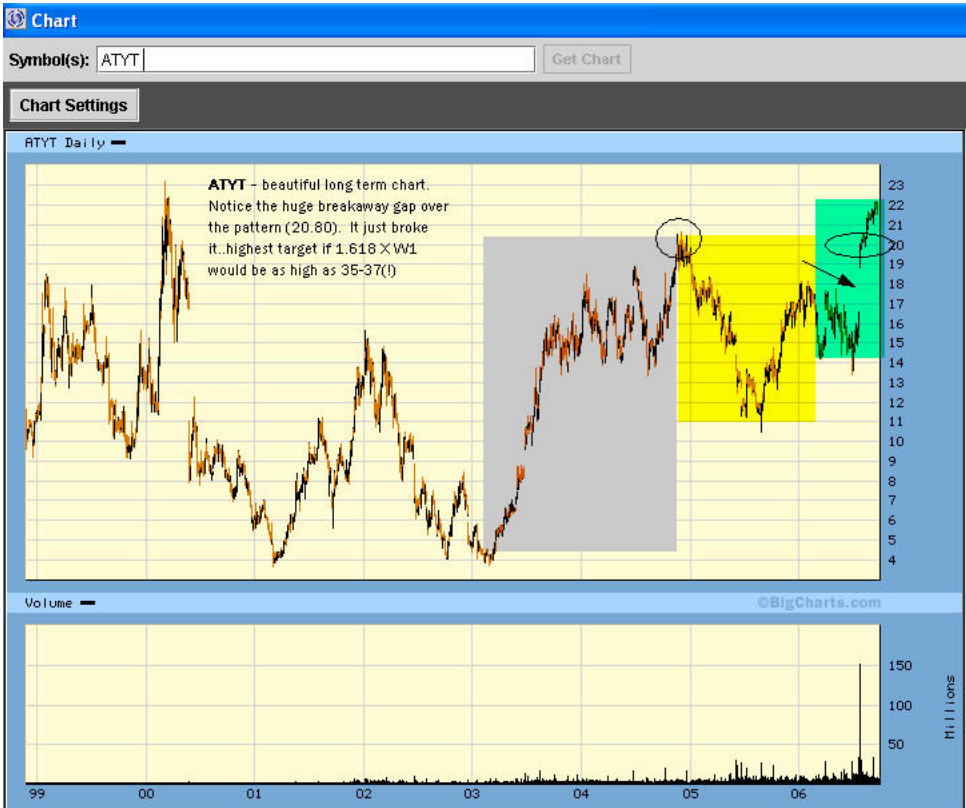 Chart
Symbol(s): ATYT
Get Chart
Chart Settings
ATYT Daily
ATYT - beautiful long term chart.
Notice the huge breakaway gap over
the pattern (20.80). It just broke
it..highest target if 1.618 X W1
would be as high as 35-37(!)
23
22
21
20
19
18
17
16
15
14
13
12
11
10
9
8
7
6
5
4
Volume
©BigCharts.com
150
100
50
Millions
99 00 01 02 03 04 05 06